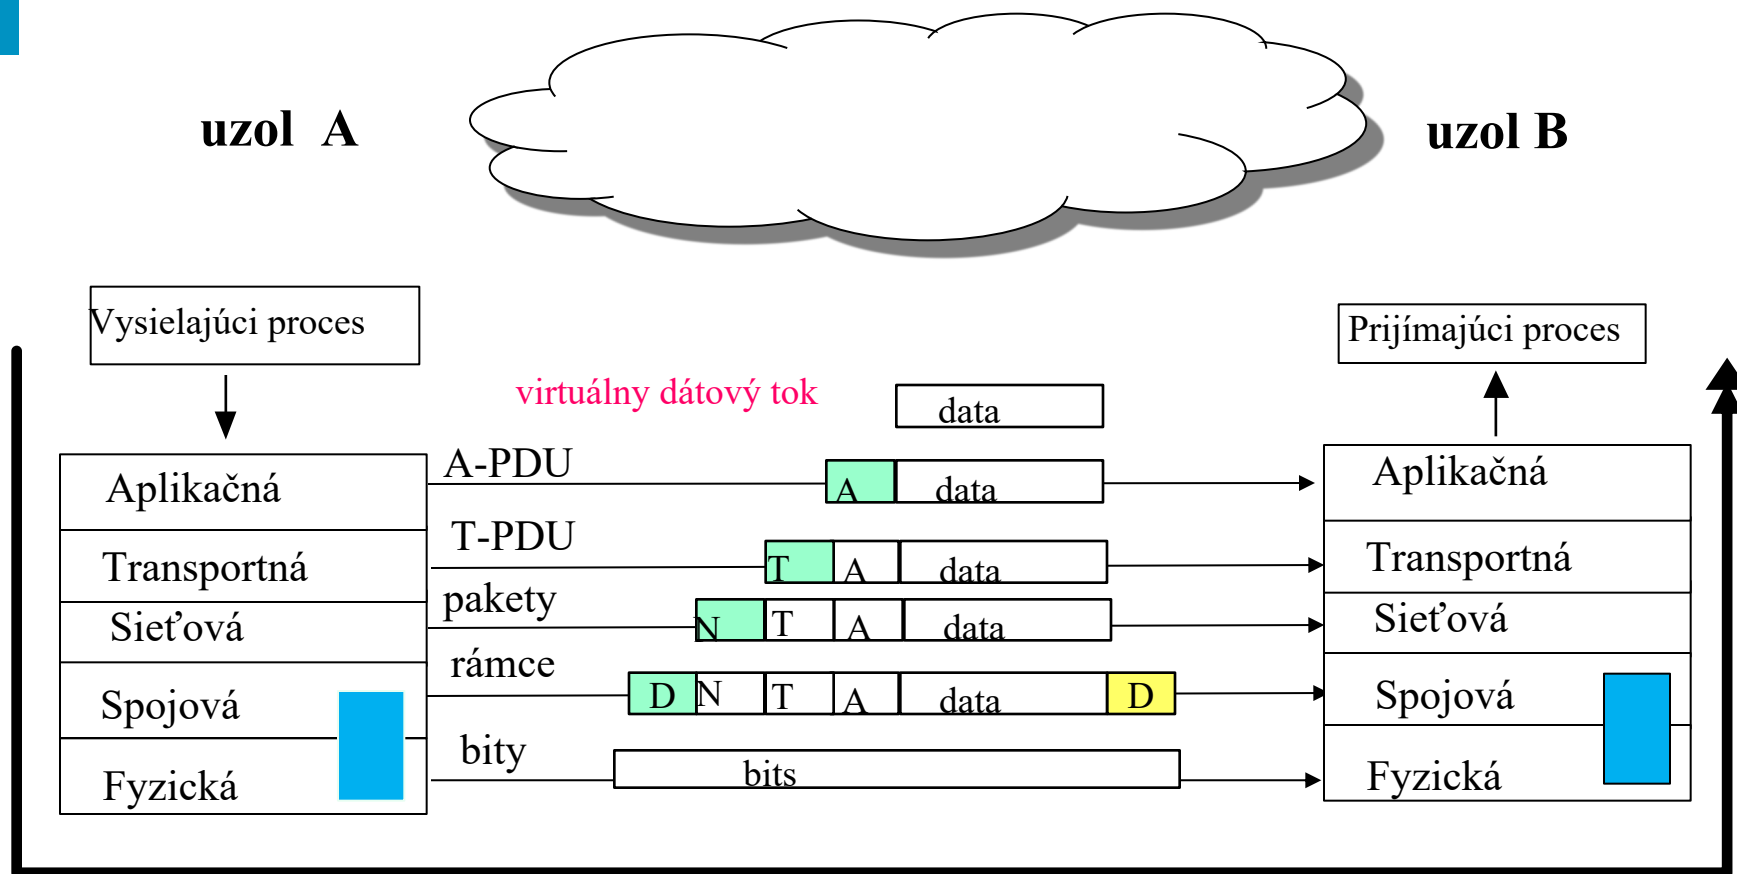 uzol A
uzol B
Vysielajúci proces
Prijímajúci proces
virtuálny dátový tok
data
Aplikačná
A-PDU
A
data
Aplikačná
Transportná
T-PDU
T
A
data
Transportná
Sieťová
pakety
N
T
A
data
Sieťová
Spojová
rámce
D
N
T
A
data
D
Spojová
Fyzická
bity
bits
Fyzická